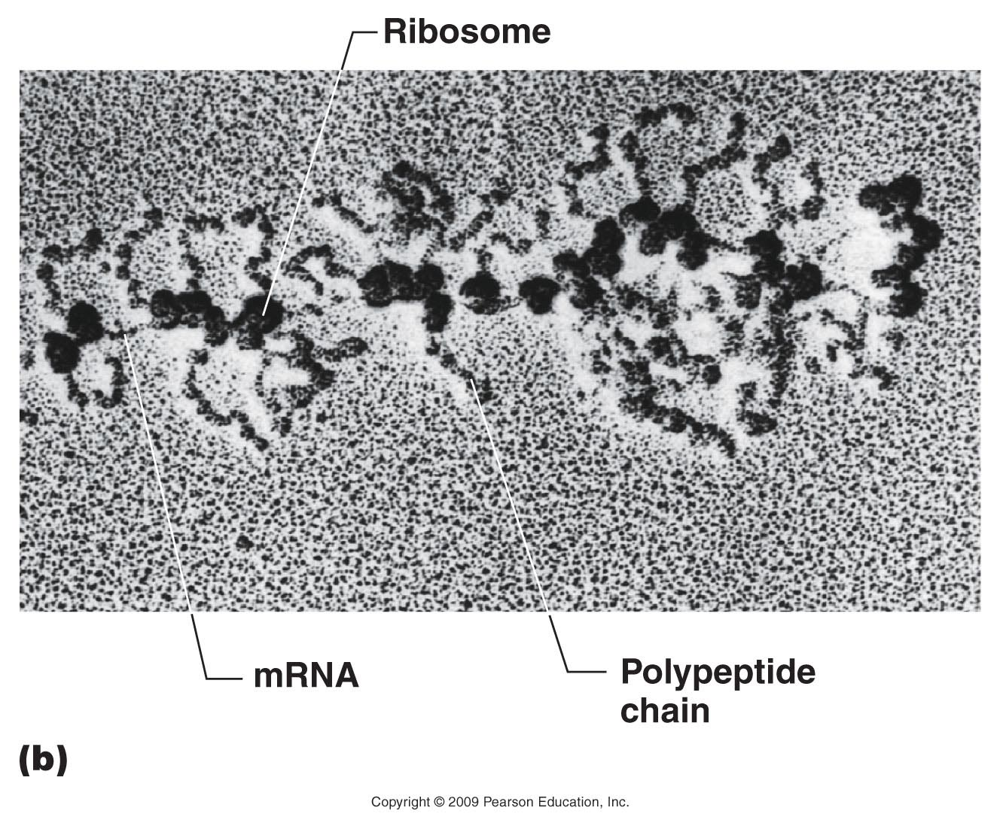 Ribosome
mRNA
Polypeptide
chain
(b)
Copyright © 2009 Pearson Education, Inc.